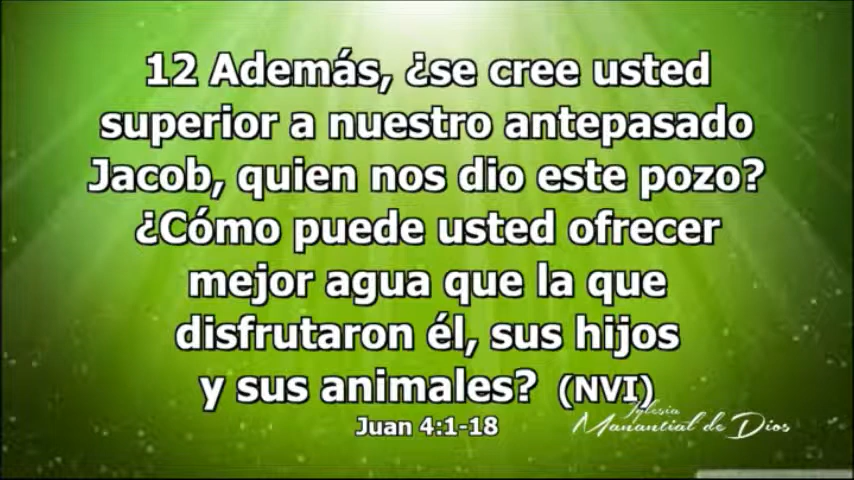 12 Además, ¿se cree usted
superior a nuestro antepasado
Jacob, quien nos dio este pozo?
¿Cómo puede usted ofrecer
mejor agua que la que
disfrutaron él, sus hijos
y sus animales? (NVI)
Juan 4:1-18
Iglesia
Manantial de Dios